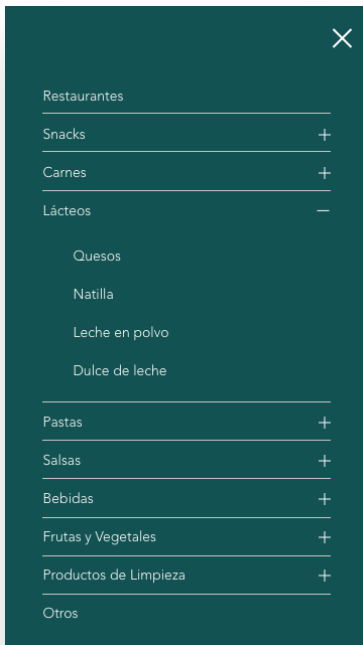 Restaurantes
Snacks
Carnes
Lácteos
Quesos
Natilla
Leche en polvo
Dulce de leche
Pastas
Salsas
Bebidas
Frutas y Vegetales
Productos de Limpieza
Otros